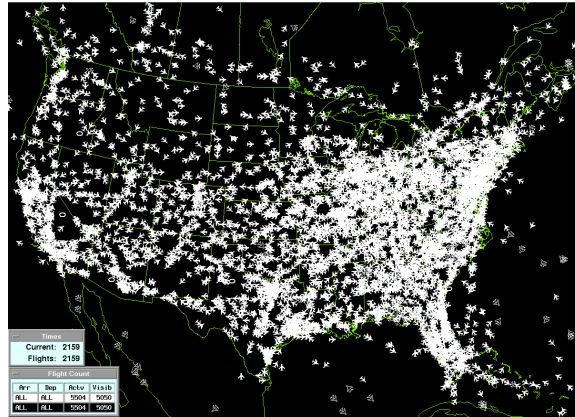 Times
Current: 2159
Flights: 2159
Flight Count
Arr Dep Actv Visib
ALL ALL 5504 5050
ALL ALL 5504 5050